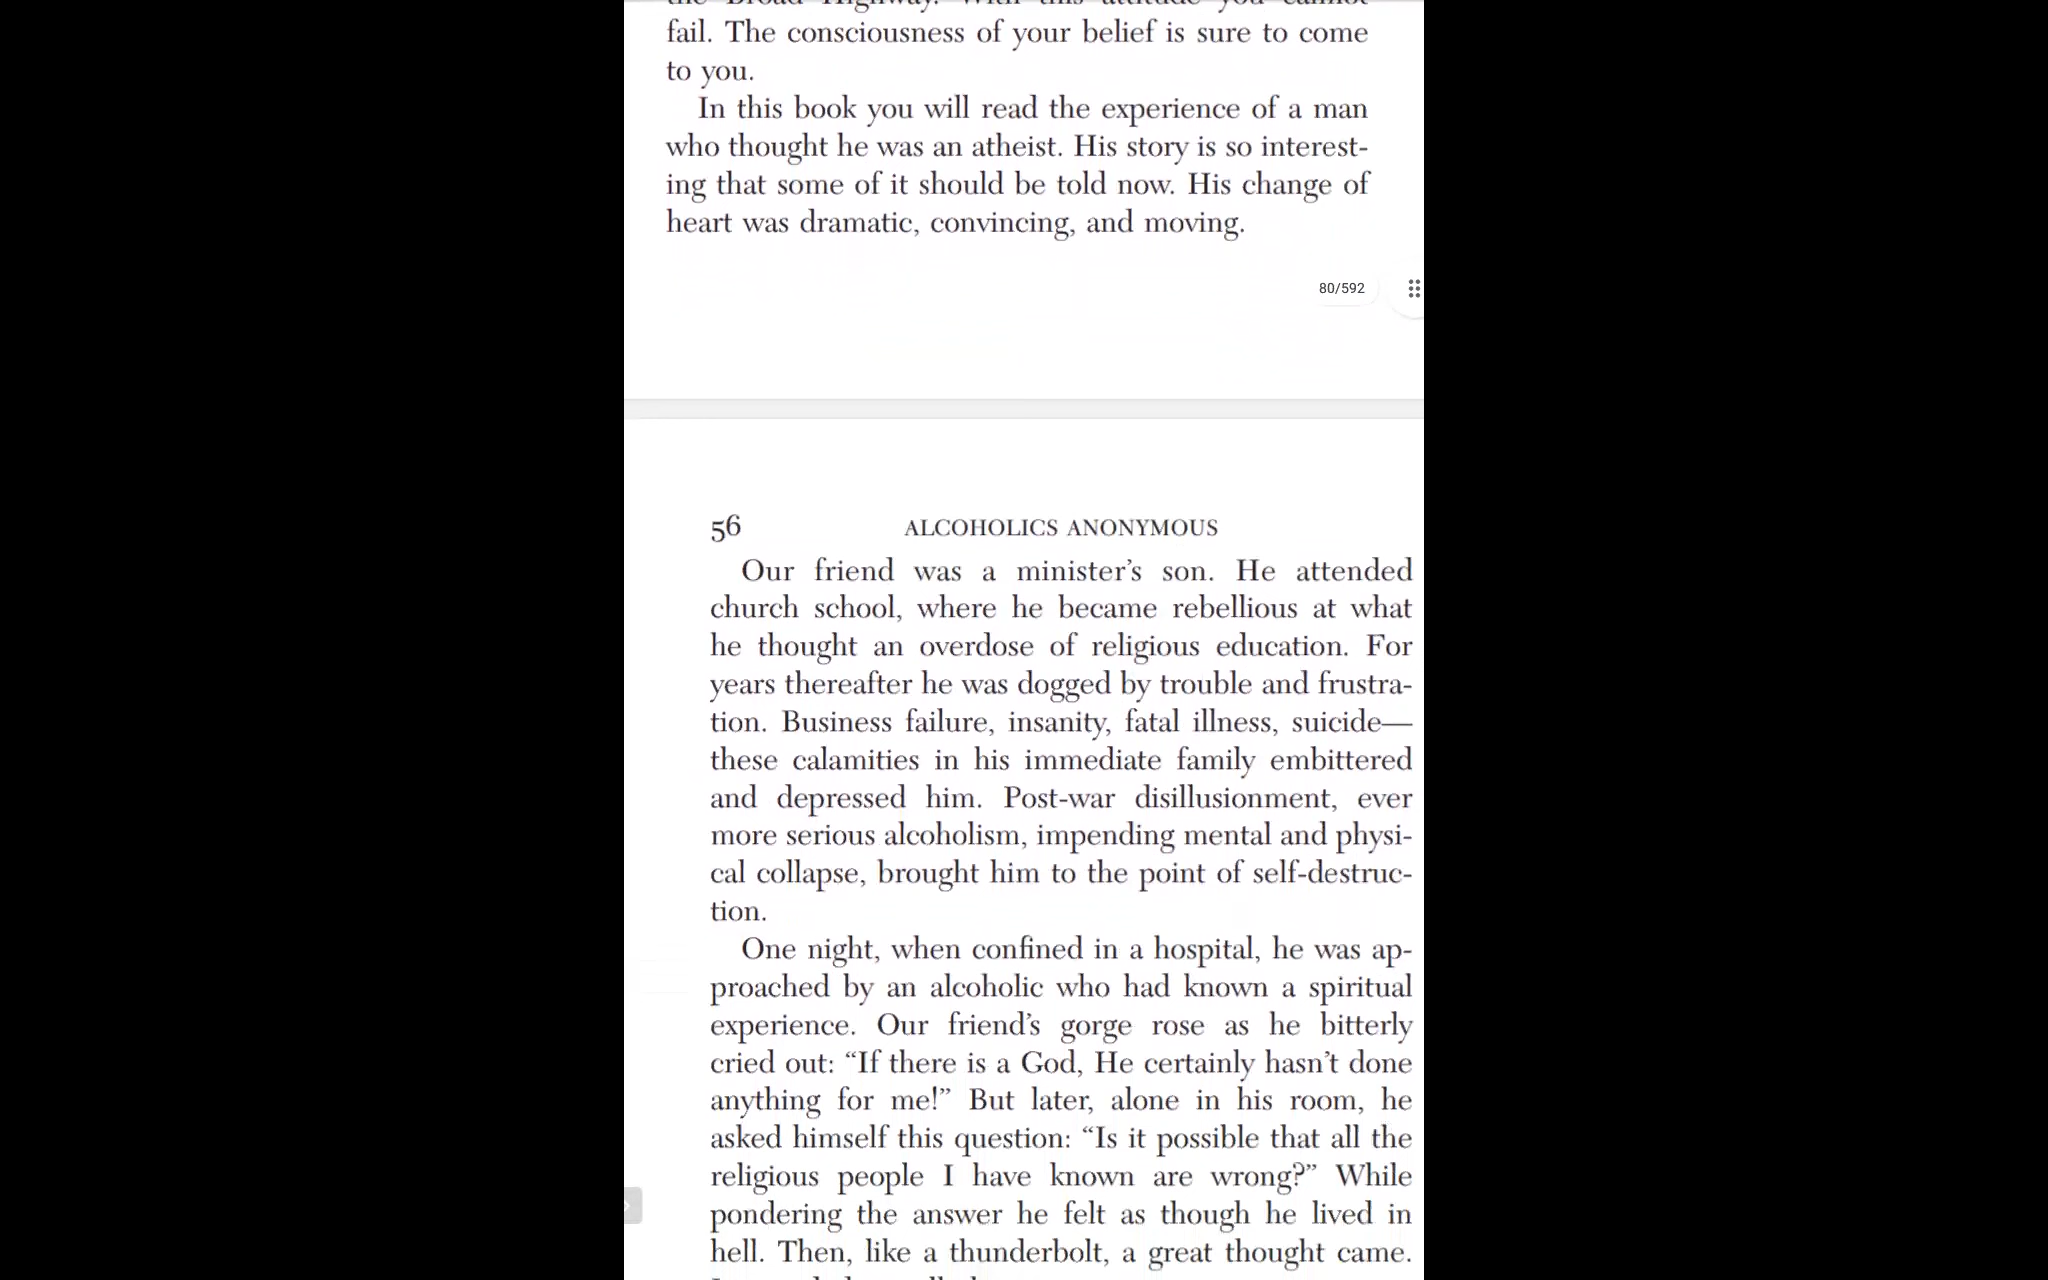 fail. The consciousness of your belief is sure to come
to you.
In this book you will read the experience of a man
who thought he was an atheist. His story is so interest-
ing that some of it should be told now. His change of
heart was dramatic, convincing, and moving.
80/592
56 ALCOHOLICS ANONYMOUS
Our friend was a minister’s son. He attended
church school, where he became rebellious at what
he thought an overdose of religious education. For
years thereafter he was dogged by trouble and frustra-
tion. Business failure, insanity, fatal illness, suicide—
these calamities in his immediate family embittered
and depressed him. Post-war disillusionment, ever
more serious alcoholism, impending mental and physi-
cal collapse, brought him to the point of self-destruc-
tion.
One night, when confined in a hospital, he was ap-
proached by an alcoholic who had known a spiritual
experience. Our friend’s gorge rose as he bitterly
cried out: “If there is a God, He certainly hasn’t done
anything for me!” But later, alone in his room, he
asked himself this question: “Is it possible that all the
religious people I have known are wrong?” While
pondering the answer he felt as though he lived in
hell. Then, like a thunderbolt, a great thought came.